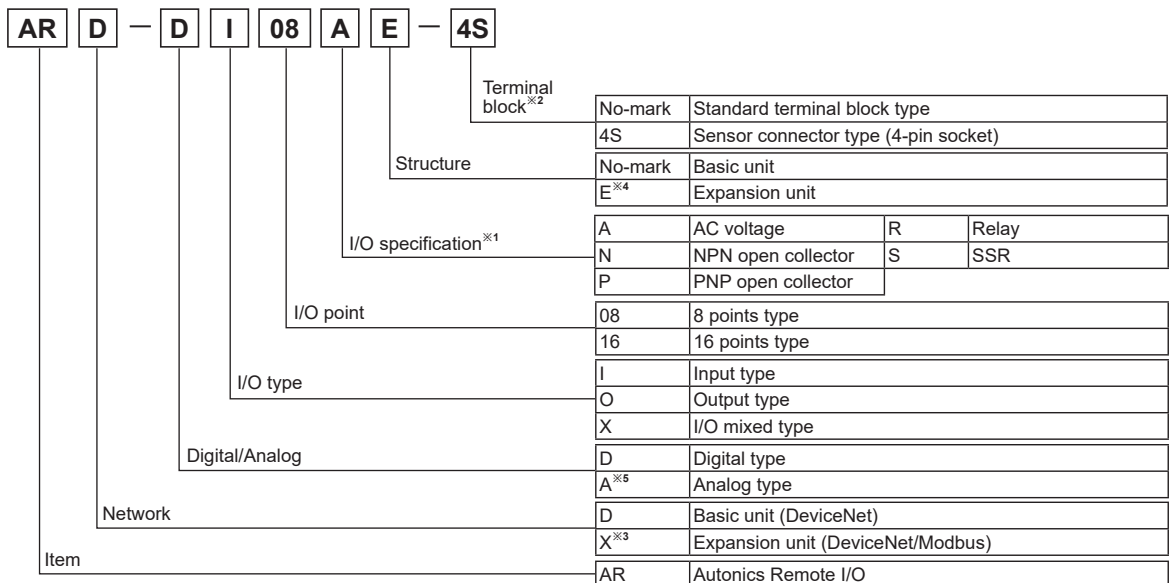 AR D — D I 08 A E — 4S
Terminal
block※2
No-mark Standard terminal block type
4S Sensor connector type (4-pin socket)
Structure
No-mark Basic unit
E※4 Expansion unit
I/O specification※1
A AC voltage R Relay
N NPN open collector S SSR
P PNP open collector
I/O point
08 8 points type
16 16 points type
I/O type
I Input type
O Output type
X I/O mixed type
Digital/Analog
D Digital type
A※5 Analog type
Network
D Basic unit (DeviceNet)
X※3 Expansion unit (DeviceNet/Modbus)
Item
AR Autonics Remote I/O